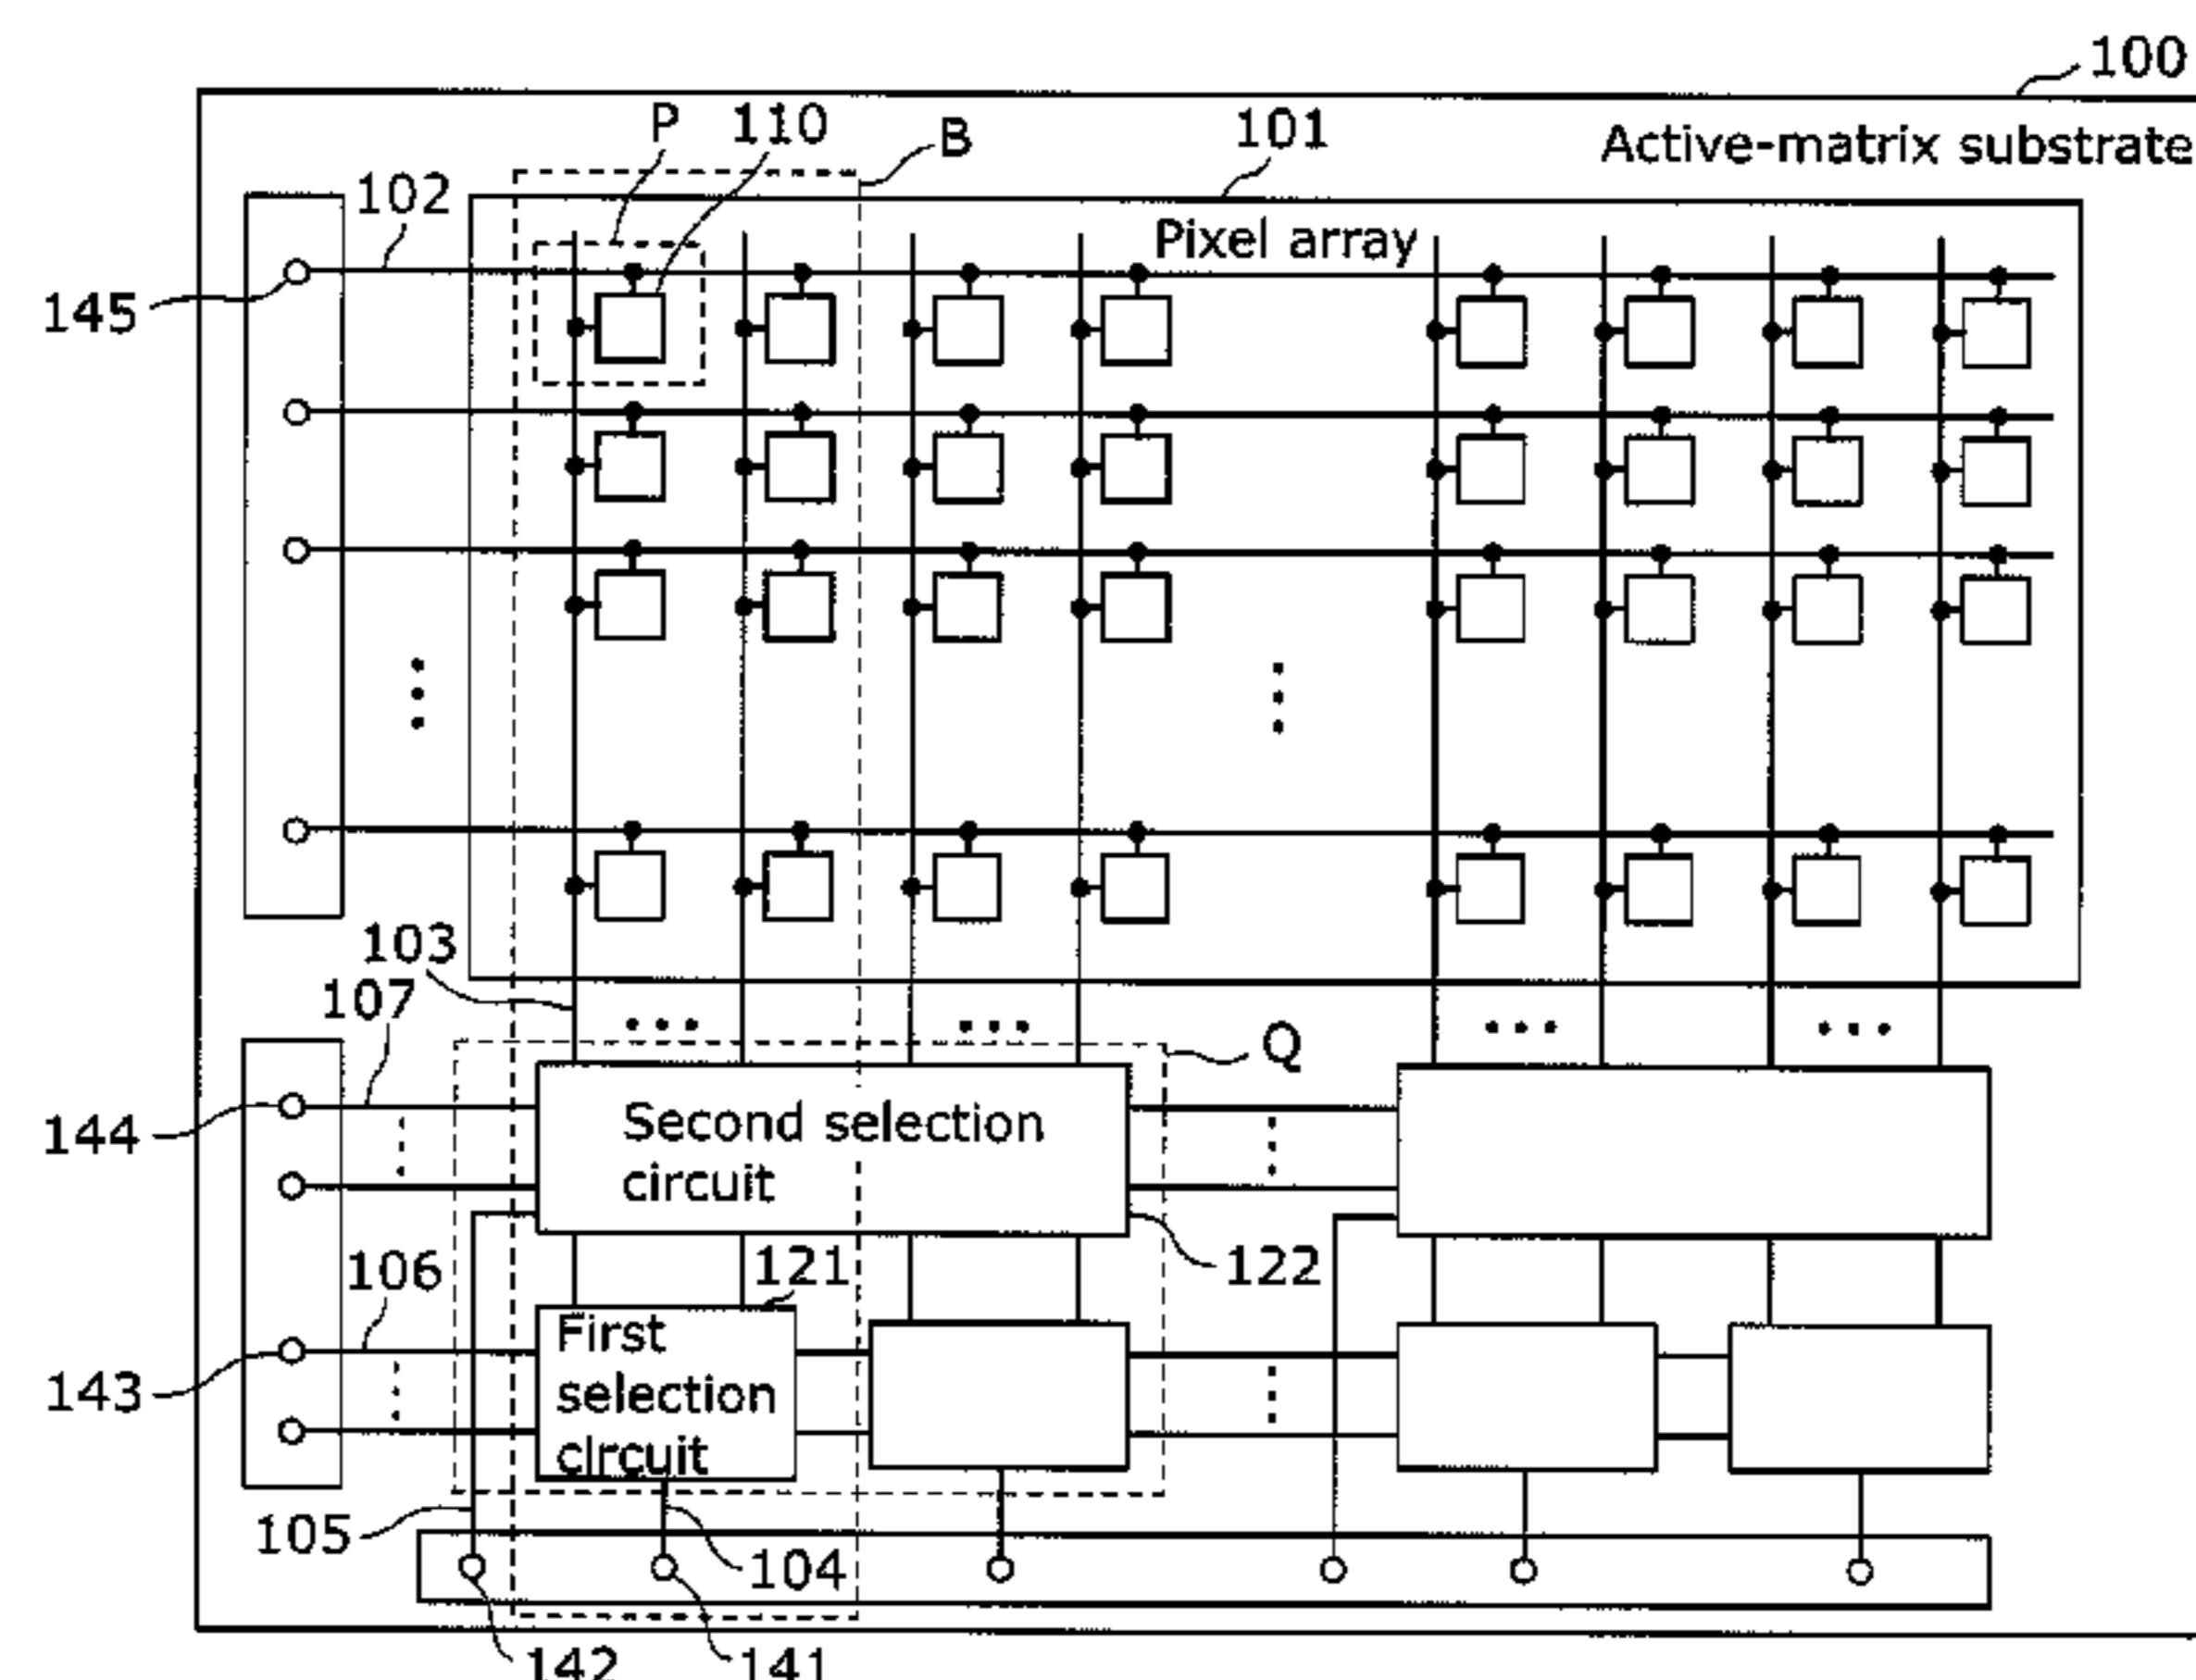 100
P 110 B 101 Active-matrix substrate
102
Pixel array
145
103
107
Q
144
Second selection
circuit
106
121
122
First
143
selection
circuit
105
104
142
141